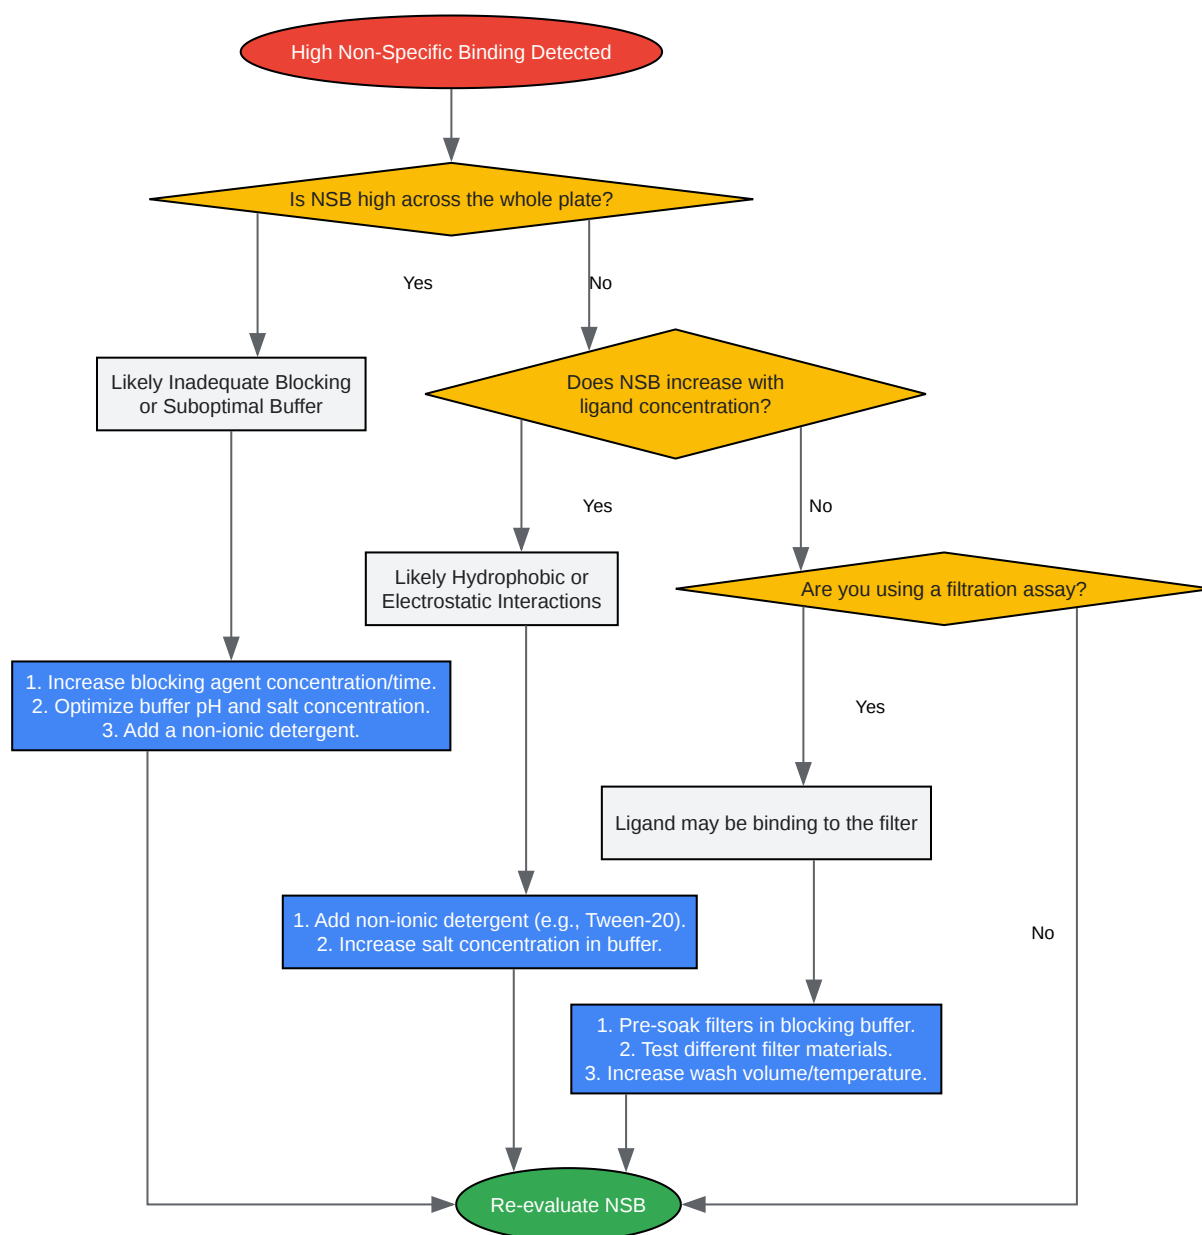 High Non-Specific Binding Detected
Is NSB high across the whole plate?
Yes
No
Likely Inadequate Blocking
or Suboptimal Buffer
Does NSB increase with
ligand concentration?
Yes
No
Likely Hydrophobic or
Electrostatic Interactions
Are you using a filtration assay?
1. Increase blocking agent concentration/time.
2. Optimize buffer pH and salt concentration.
3. Add a non-ionic detergent.
Yes
Ligand may be binding to the filter
1. Add non-ionic detergent (e.g., Tween-20).
2. Increase salt concentration in buffer.
No
1. Pre-soak filters in blocking buffer.
2. Test different filter materials.
3. Increase wash volume/temperature.
Re-evaluate NSB